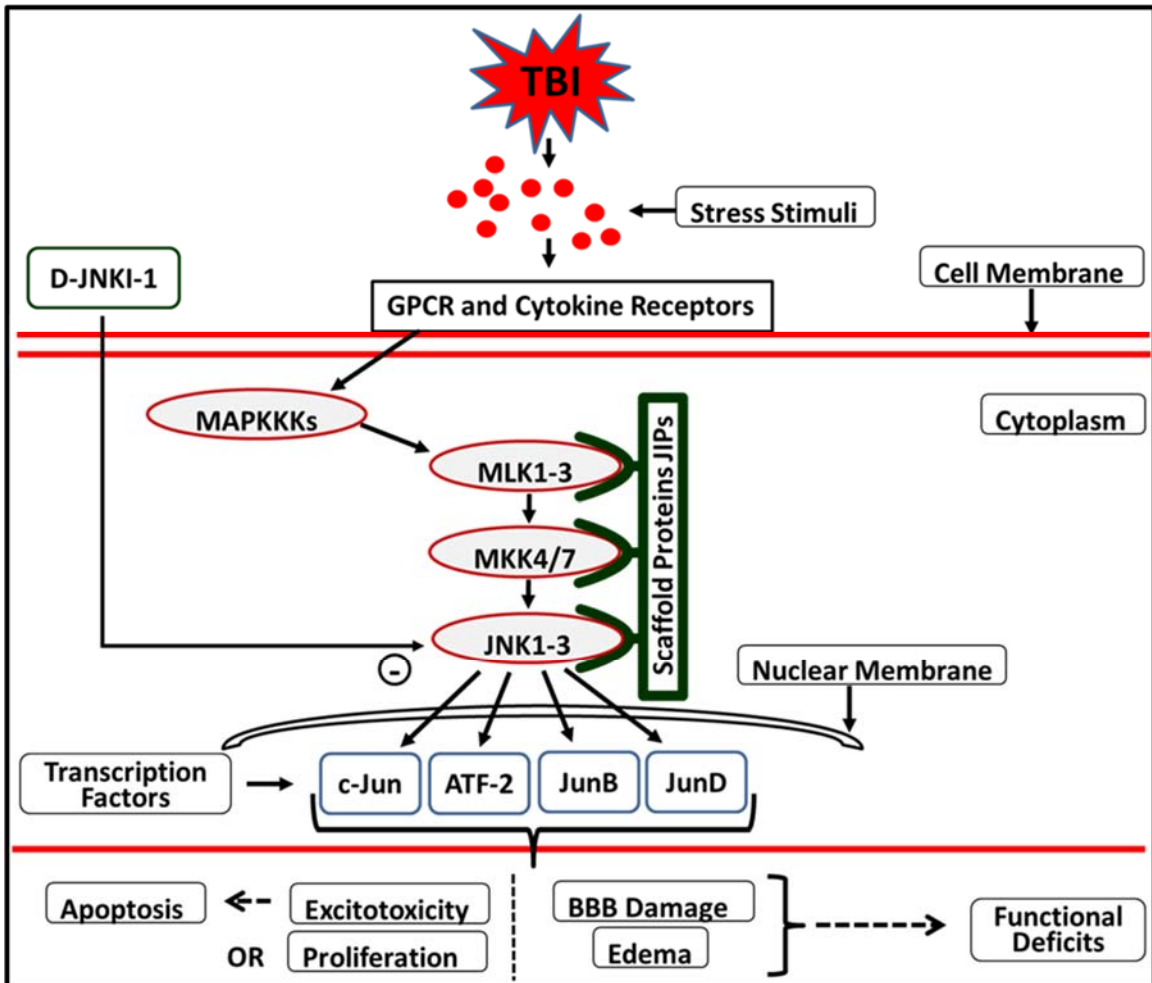 TBI
Stress Stimuli
D-JNKI-1
Cell Membrane
GPCR and Cytokine Receptors
MAPKKKs
Cytoplasm
MLK1-3
MKK4/7
JNK1-3
Scaffold Proteins JIPs
-
Nuclear Membrane
Transcription
Factors
c-Jun
ATF-2
JunB
JunD
Apoptosis
Excitotoxicity
OR
Proliferation
BBB Damage
Edema
Functional
Deficits